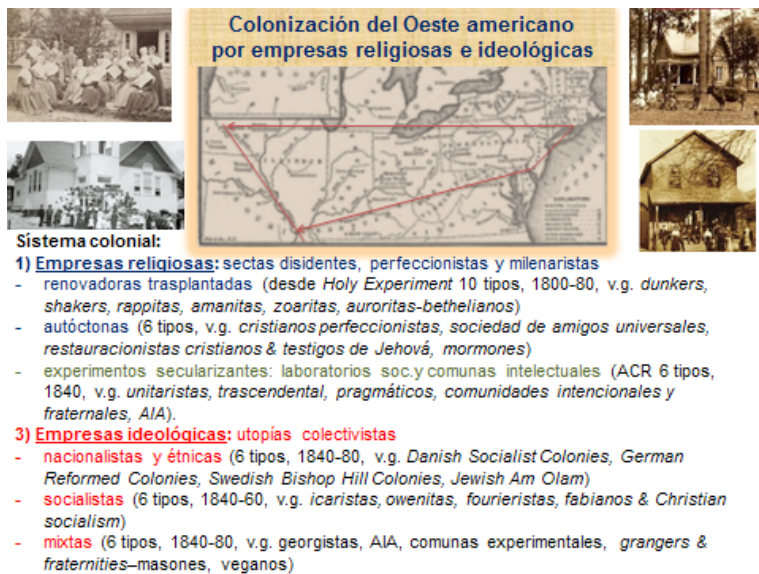 Colonización del Oeste americano
por empresas religiosas e ideológicas
Sistema colonial:
1) Empresas religiosas: sectas disidentes, perfeccionistas y milenaristas
- renovadoras trasplantadas (desde Holy Experiment 10 tipos, 1800-80, v.g. dunkers,
shakers, rappitas, amanitas, zoaritas, auroritas-bethelianos)
- autóctonas (6 tipos, v.g. cristianos perfeccionistas, sociedad de amigos universales,
restauracionistas cristianos & testigos de Jehová, mormones)
- experimentos secularizantes: laboratorios soc.y comunas intelectuales (ACR 6 tipos,
1840, v.g. unitaristas, trascendental, pragmáticos, comunidades intencionales y
fraternales, AIA).
3) Empresas ideológicas: utopías colectivistas
- nacionalistas y étnicas (6 tipos, 1840-80, v.g. Danish Socialist Colonies, German
Reformed Colonies, Swedish Bishop Hill Colonies, Jewish Am Olam)
- socialistas (6 tipos, 1840-60, v.g. icaristas, owenitas, fourieristas, fabianos & Christian
socialism)
- mixtas (6 tipos, 1840-80, v.g. georgistas, AIA, comunas experimentales, grangers &
fraternities–masones, veganos)